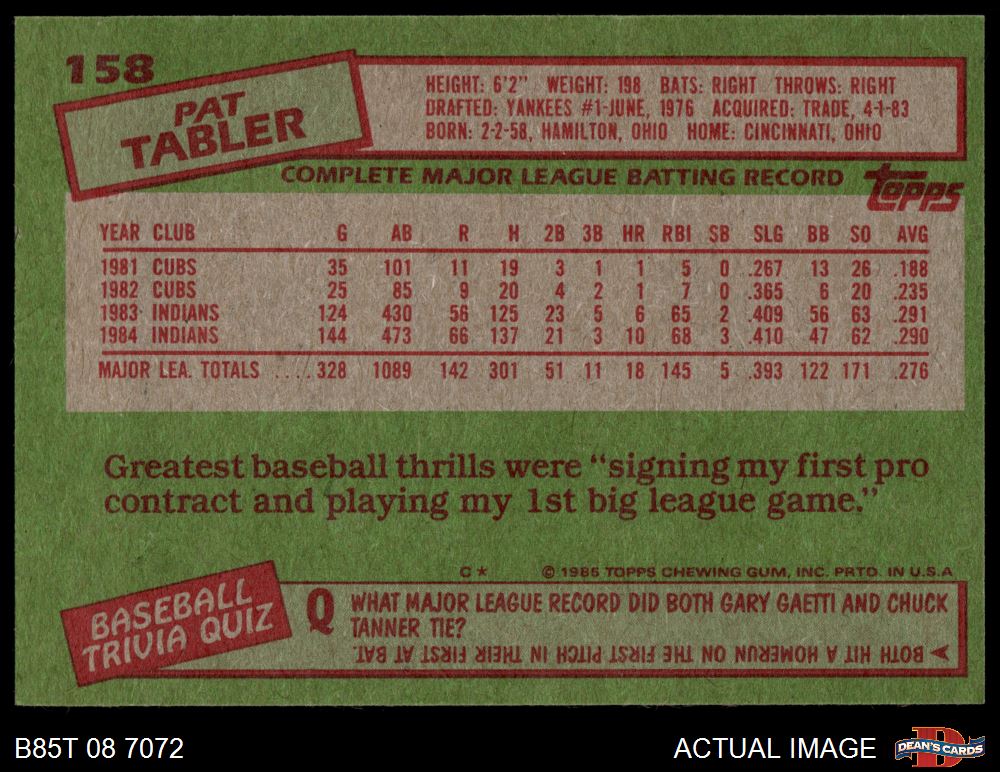 158
PAT
TABLER
HEIGHT: 6'2" WEIGHT: 198 BATS: RIGHT THROWS: RIGHT
DRAFTED: YANKEES #1-JUNE, 1976 ACQUIRED: TRADE, 4-1-83
BORN: 2-2-58, HAMILTON, OHIO HOME: CINCINNATI, OHIO
COMPLETE MAJOR LEAGUE BATTING RECORD
topps
YEAR CLUB G AB R H 2B 3B HR RBI SB SLG BB SO AVG
1981 CUBS 35 101 11 19 3 1 1 5 0 .267 13 26 .188
1982 CUBS 25 85 9 20 4 2 1 7 0 .365 6 20 .235
1983 INDIANS 124 430 56 125 23 5 6 65 2 .409 56 63 .291
1984 INDIANS 144 473 66 137 21 3 10 68 3 .410 47 62 .290
MAJOR LEA. TOTALS ....328 1089 142 301 51 11 18 145 5 .393 122 171 .276
Greatest baseball thrills were "signing my first pro
contract and playing my 1st big league game."
C* © 1985 TOPPS CHEWING GUM, INC. PRTD. IN U.S.A
BASEBALL
TRIVIA QUIZ
Q WHAT MAJOR LEAGUE RECORD DID BOTH GARY GAETTI AND CHUCK
TANNER TIE?
BOTH HIT A HOMERUN ON THE FIRST PITCH IN THEIR FIRST AT BAT.
B85T 08 7072
ACTUAL IMAGE
D
DEAN'S CARDS